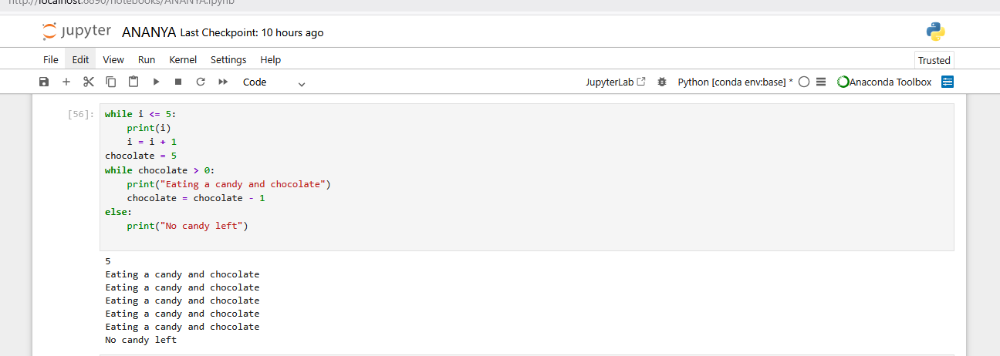 http://localhost:8890/notebooks/ANANYA.ipynb
jupyter ANANYA Last Checkpoint: 10 hours ago
File Edit View Run Kernel Settings Help
Trusted
Code
JupyterLab
Python [conda env:base] *
Anaconda Toolbox
[56]:
while i <= 5:
    print(i)
    i = i + 1
chocolate = 5
while chocolate > 0:
    print("Eating a candy and chocolate")
    chocolate = chocolate - 1
else:
    print("No candy left")
5
Eating a candy and chocolate
Eating a candy and chocolate
Eating a candy and chocolate
Eating a candy and chocolate
Eating a candy and chocolate
No candy left